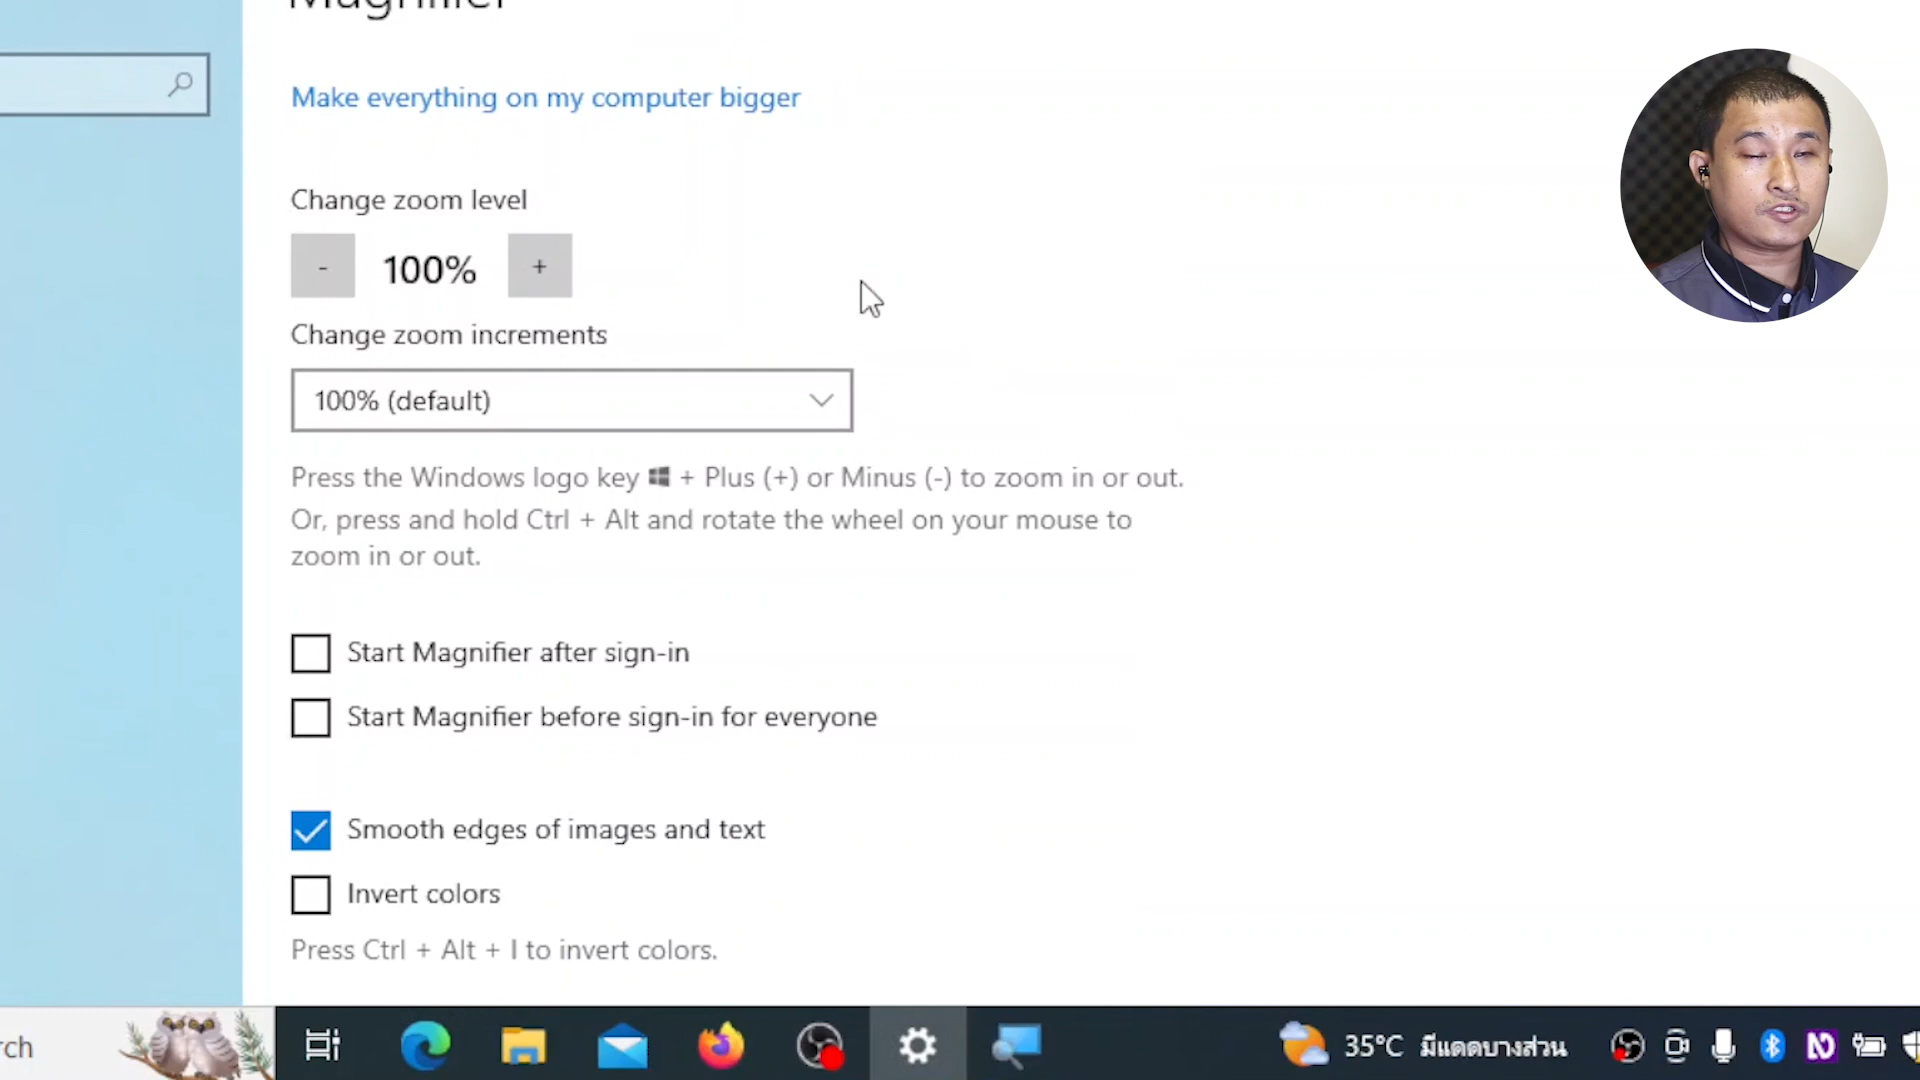 Magnifier
Make everything on my computer bigger
Change zoom level
- 100% +
Change zoom increments
100% (default)
Press the Windows logo key + Plus (+) or Minus (-) to zoom in or out.
Or, press and hold Ctrl + Alt and rotate the wheel on your mouse to
zoom in or out.
Start Magnifier after sign-in
Start Magnifier before sign-in for everyone
Smooth edges of images and text
Invert colors
Press Ctrl + Alt + I to invert colors.
rch
35°C มีแดดบางส่วน